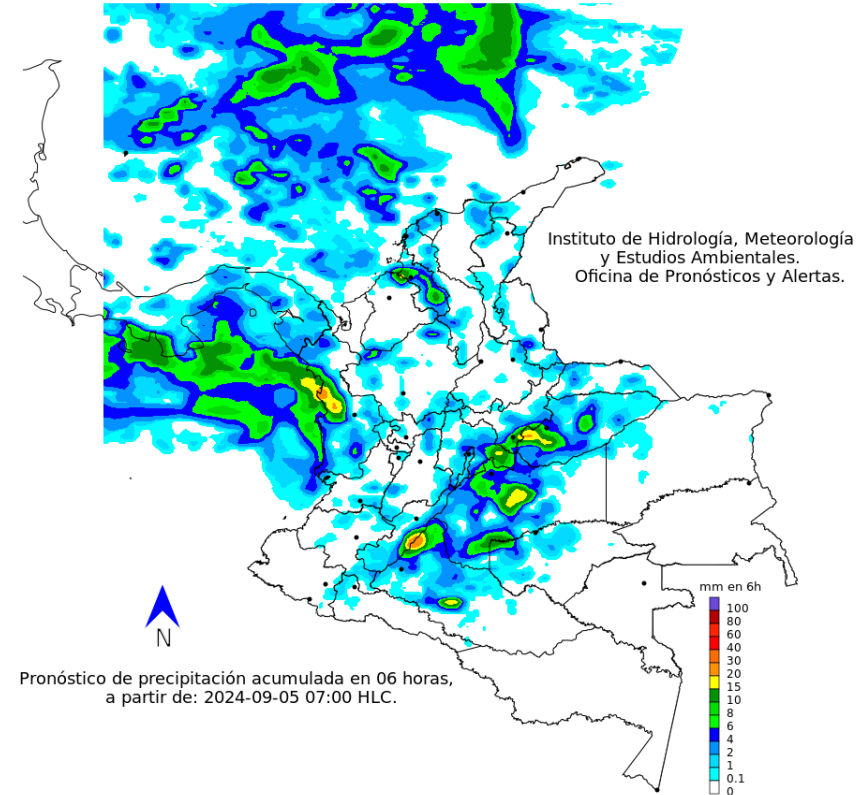 D
Instituto de Hidrología, Meteorología
y Estudios Ambientales.
Oficina de Pronósticos y Alertas.
mm en 6h
100
80
60
40
30
20
15
10
8
6
4
2
1
0.1
0
N
Pronóstico de precipitación acumulada en 06 horas,
a partir de: 2024-09-05 07:00 HLC.